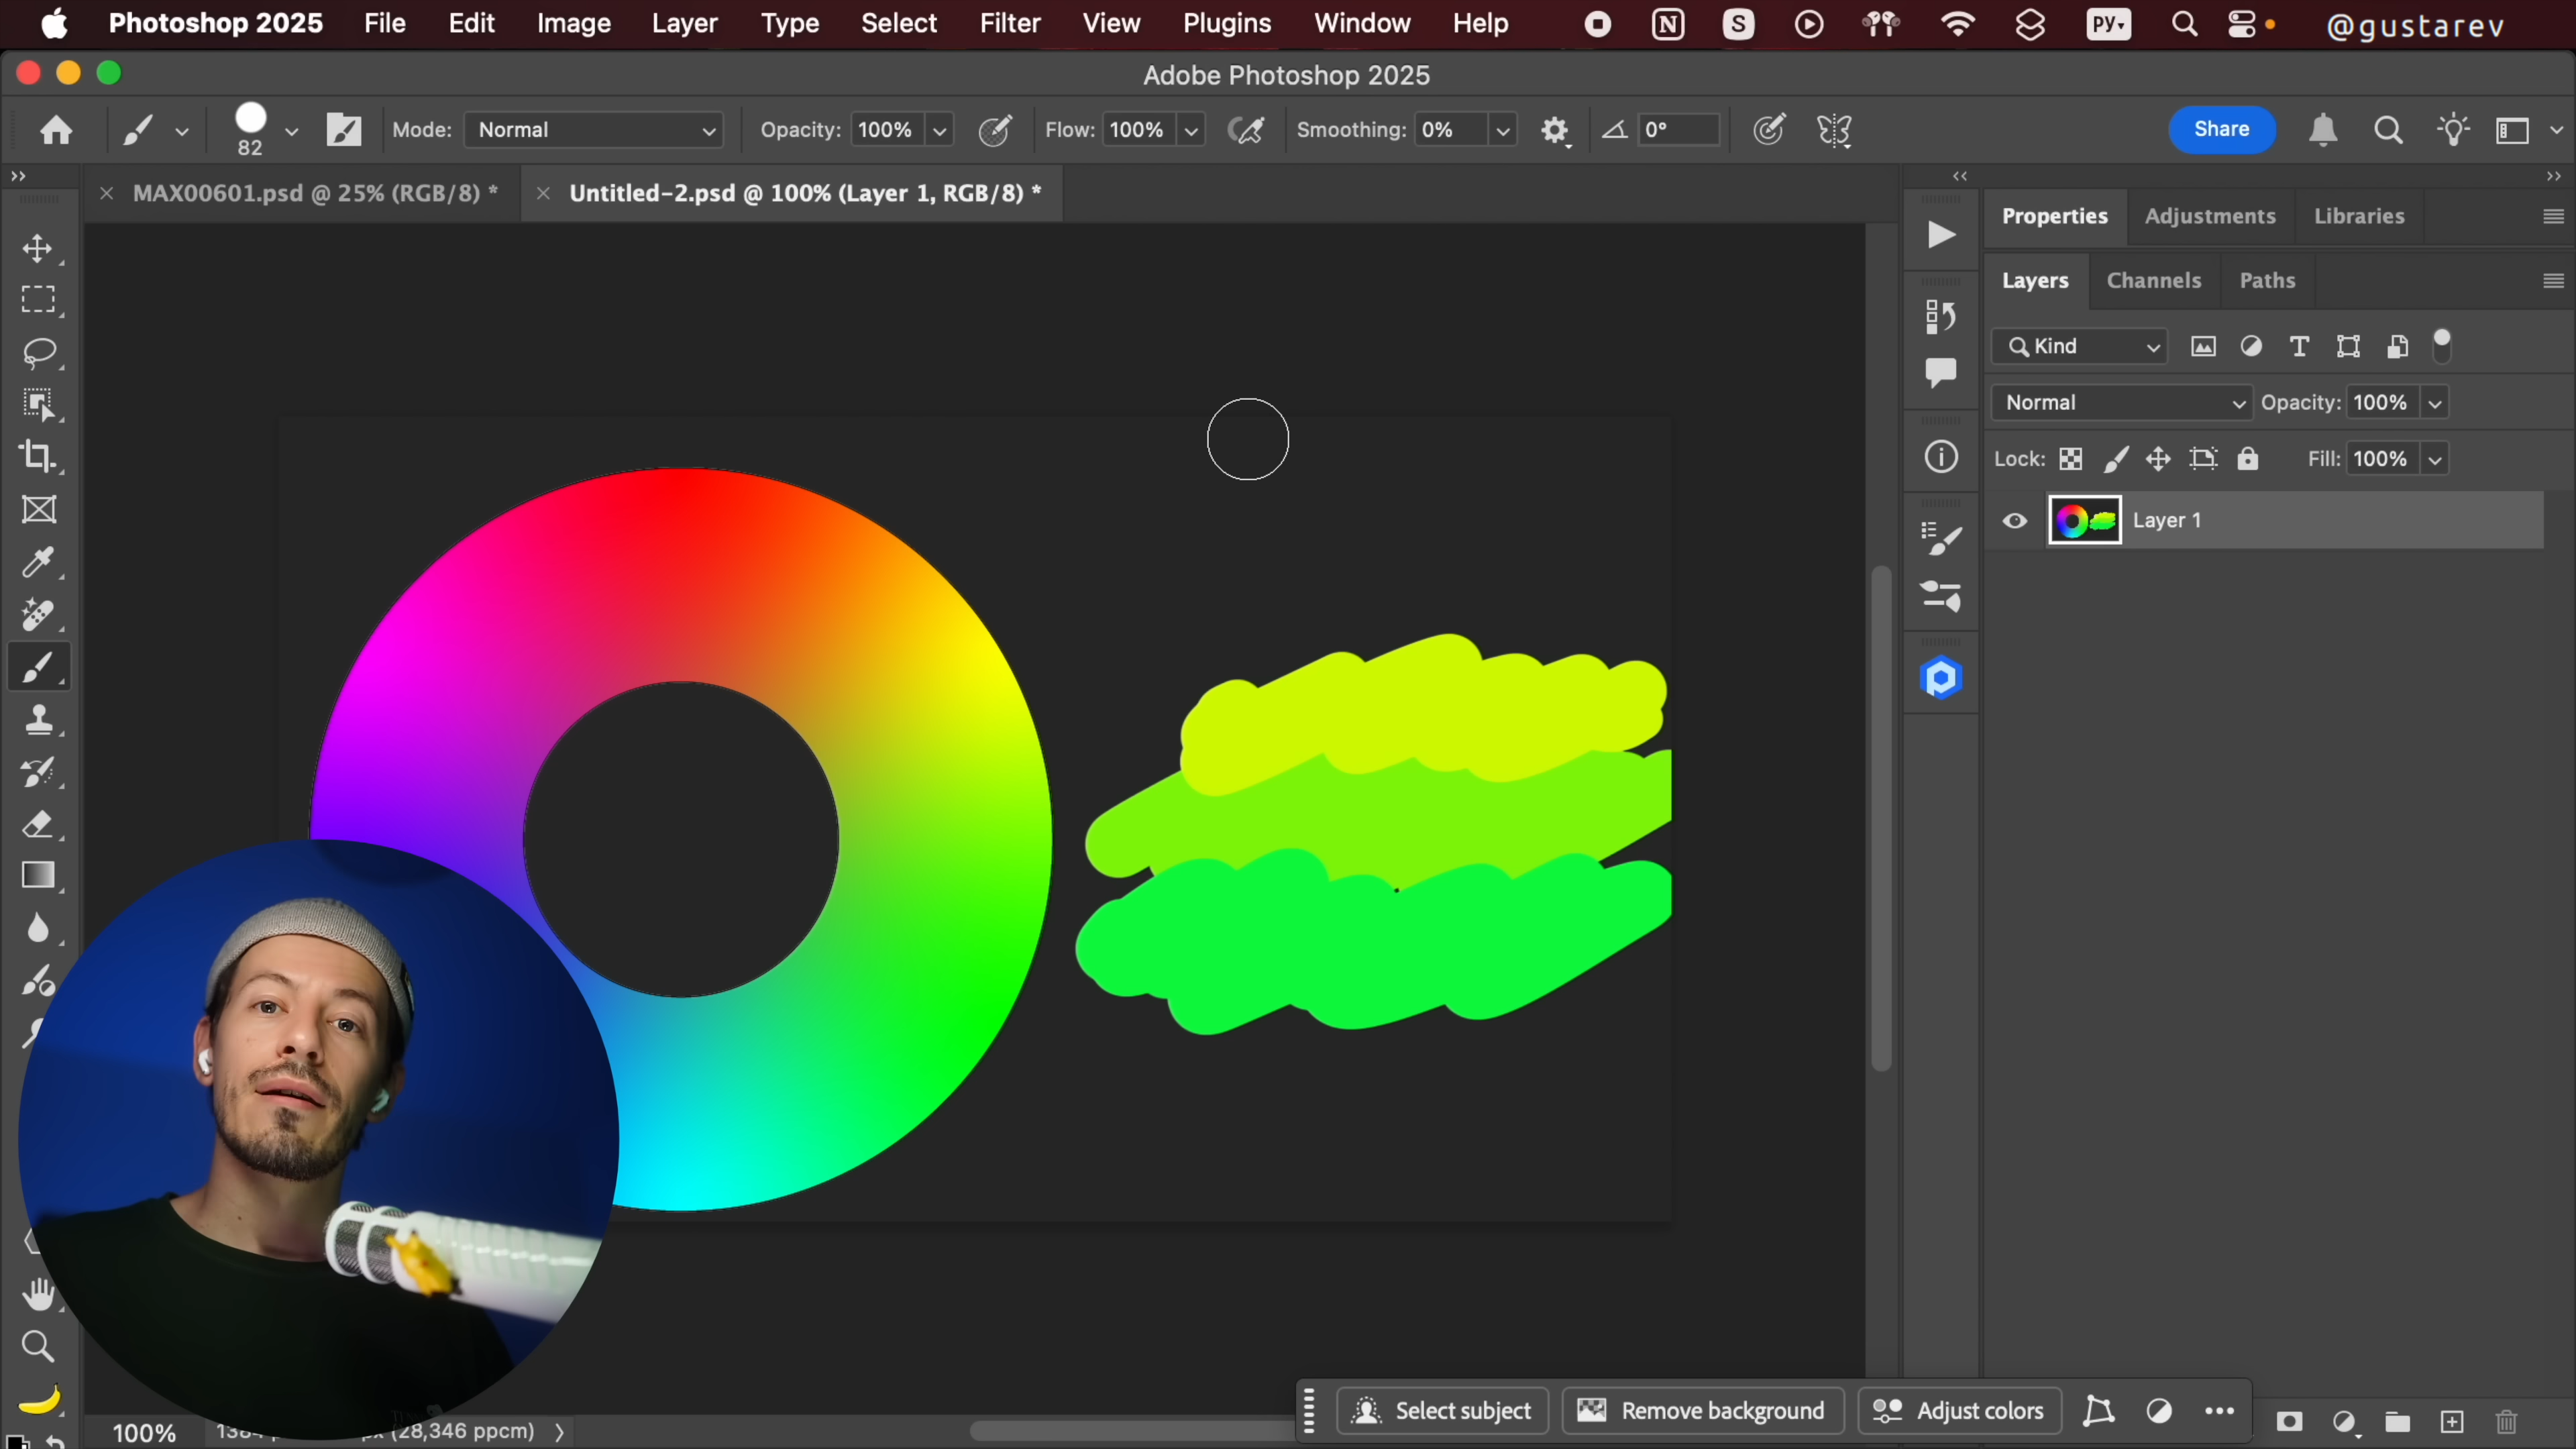 Photoshop 2025 File Edit Image Layer Type Select Filter View Plugins Window Help N S РУ @gustarev
Adobe Photoshop 2025
82 Mode: Normal Opacity: 100% Flow: 100% Smoothing: 0% 0° Share
MAX00601.psd @ 25% (RGB/8) * Untitled-2.psd @ 100% (Layer 1, RGB/8) *
Properties Adjustments Libraries
Layers Channels Paths
Kind
Normal Opacity: 100%
Lock: Fill: 100%
Layer 1
Select subject Remove background Adjust colors
100% px (28,346 ppcm)